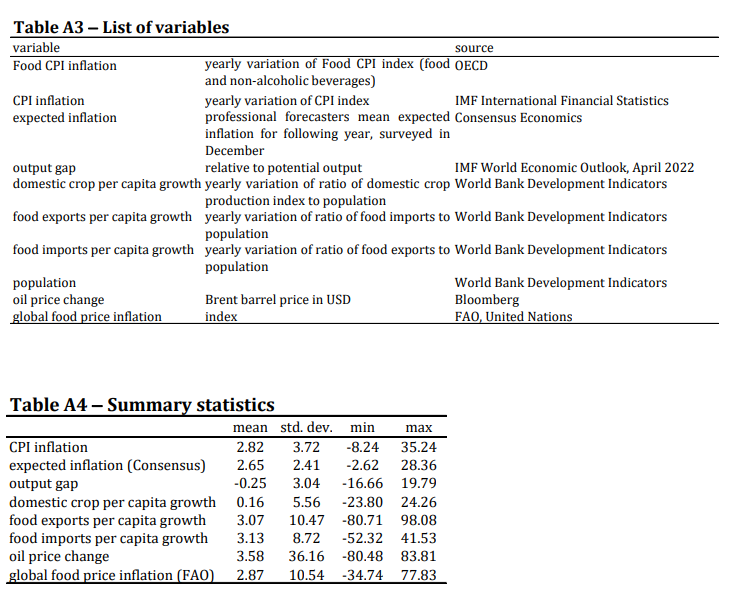 Table A3 – List of variables
variable source
Food CPI inflation yearly variation of Food CPI index (food OECD
and non-alcoholic beverages)
CPI inflation yearly variation of CPI index IMF International Financial Statistics
expected inflation professional forecasters mean expected Consensus Economics
inflation for following year, surveyed in
December
output gap relative to potential output IMF World Economic Outlook, April 2022
domestic crop per capita growth yearly variation of ratio of domestic crop World Bank Development Indicators
production index to population
food exports per capita growth yearly variation of ratio of food imports to World Bank Development Indicators
population
food imports per capita growth yearly variation of ratio of food exports to World Bank Development Indicators
population
population World Bank Development Indicators
oil price change Brent barrel price in USD Bloomberg
global food price inflation index FAO, United Nations
Table A4 – Summary statistics
mean std. dev. min max
CPI inflation 2.82 3.72 -8.24 35.24
expected inflation (Consensus) 2.65 2.41 -2.62 28.36
output gap -0.25 3.04 -16.66 19.79
domestic crop per capita growth 0.16 5.56 -23.80 24.26
food exports per capita growth 3.07 10.47 -80.71 98.08
food imports per capita growth 3.13 8.72 -52.32 41.53
oil price change 3.58 36.16 -80.48 83.81
global food price inflation (FAO) 2.87 10.54 -34.74 77.83